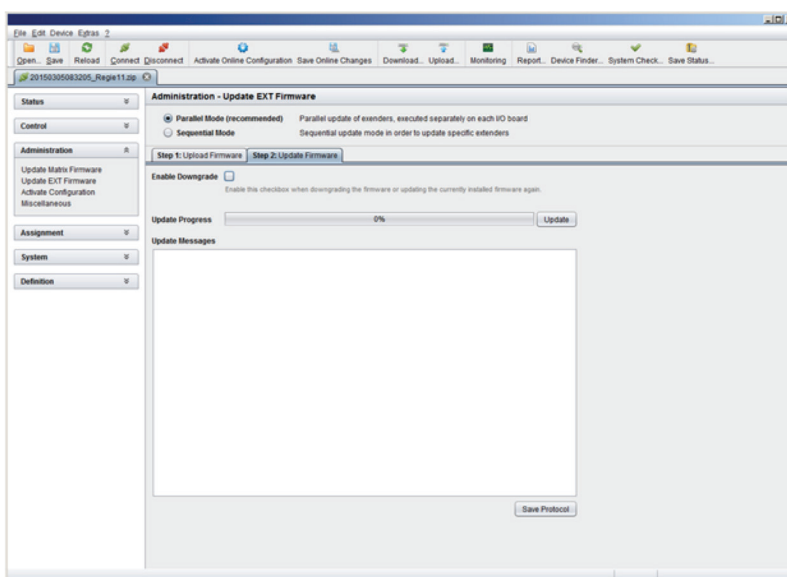 File Edit Device Extras ?
Open... Save Reload Connect Disconnect Activate Online Configuration Save Online Changes Download... Upload... Monitoring Report... Device Finder... System Check... Save Status...
20150305083205_Regie11.zip
Status
Control
Administration
Update Matrix Firmware
Update EXT Firmware
Activate Configuration
Miscellaneous
Assignment
System
Definition
Administration - Update EXT Firmware
Parallel Mode (recommended) Parallel update of exenders, executed separately on each I/O board
Sequential Mode Sequential update mode in order to update specific extenders
Step 1: Upload Firmware Step 2: Update Firmware
Enable Downgrade
Enable this checkbox when downgrading the firmware or updating the currently installed firmware again.
Update Progress 0% Update
Update Messages
Save Protocol